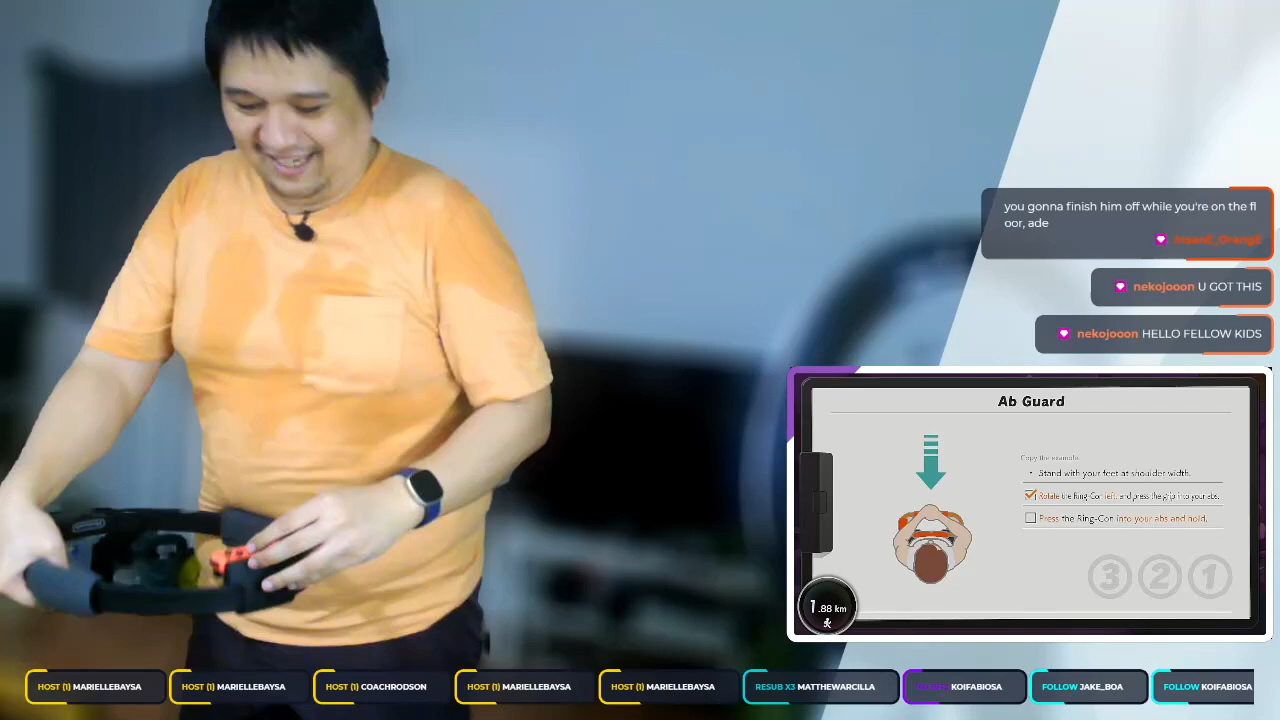 you gonna finish him off while you're on the fl
oor, ade
InsanE_OrangE
nekojooon U GOT THIS
nekojooon HELLO FELLOW KIDS
Ab Guard
Copy the example.
• Stand with your feet at shoulder width.
Rotate the Ring-Con left, and press the grip into your abs.
Press the Ring-Con into your abs and hold.
3 2 1
1.88 km
HOST (1) MARIELLEBAYSA
HOST (1) MARIELLEBAYSA
HOST (1) COACHRODSON
HOST (1) MARIELLEBAYSA
HOST (1) MARIELLEBAYSA
RESUB X3 MATTHEWARCILLA
KOIFABIOSA
FOLLOW JAKE_BOA
FOLLOW KOIFABIOSA